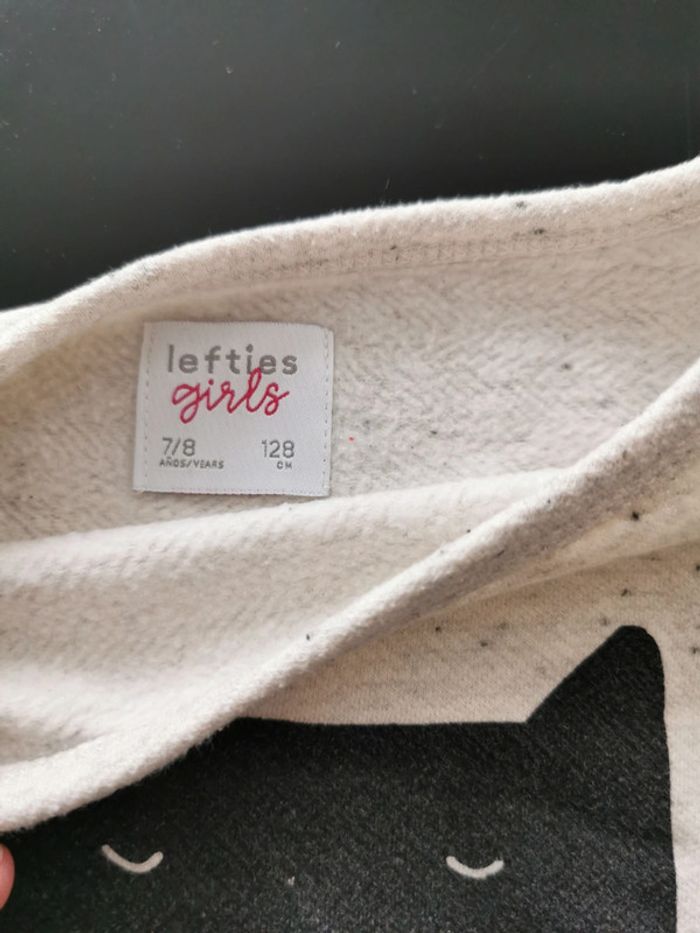 lefties
girls
7/8 128
AÑOS/YEARS CM